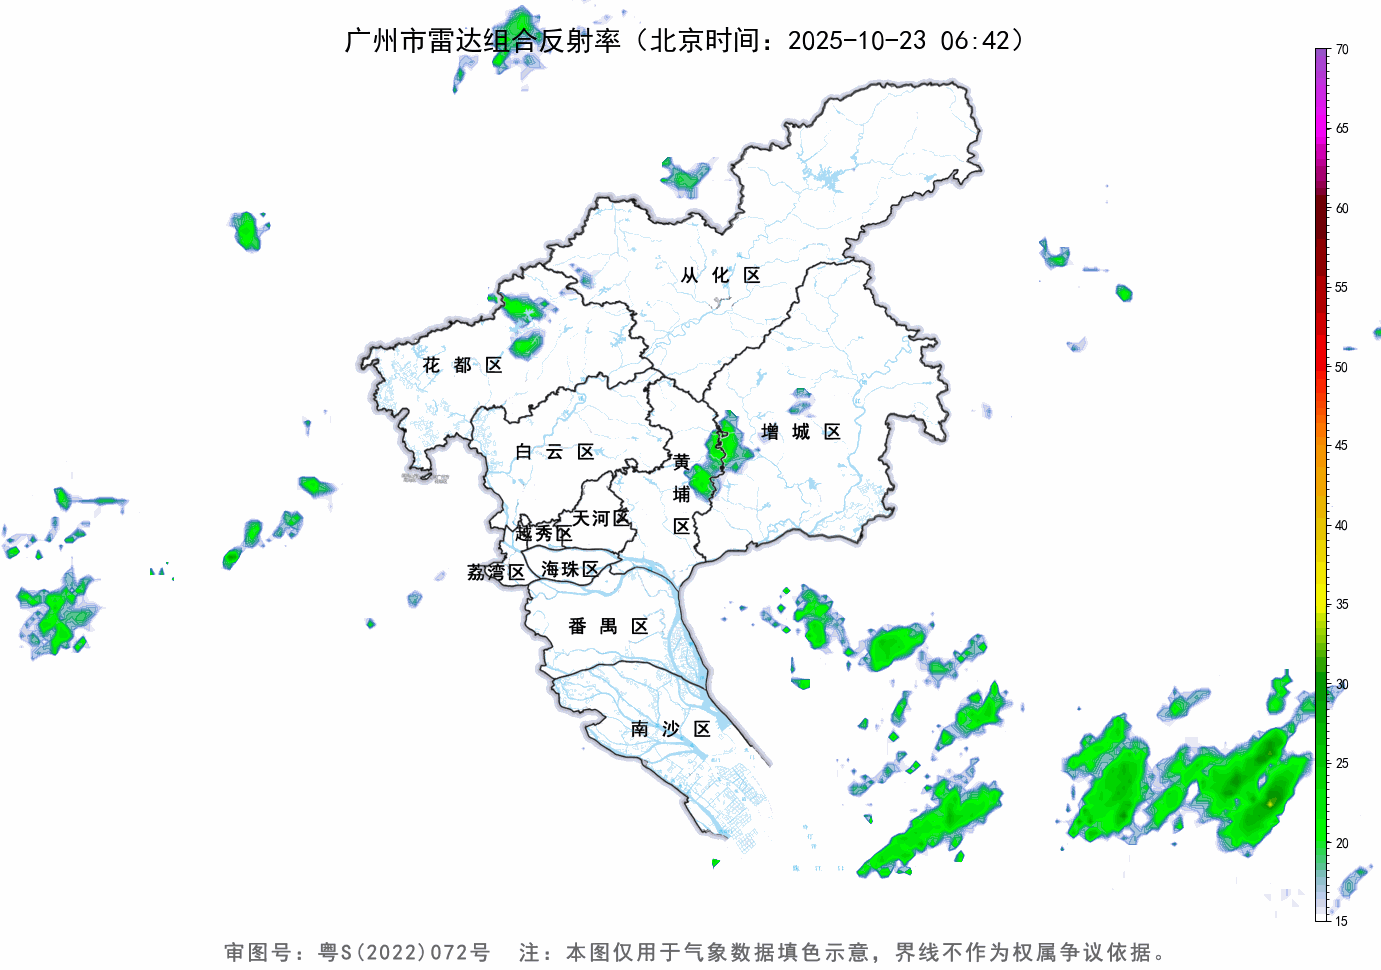 广州市雷达组合反射率（北京时间：2025-10-23 06:42）
70
65
60
55
50
45
40
35
30
25
20
15
从 化 区
花 都 区
增 城 区
白 云 区
黄
埔
区
天河区
越秀区
荔湾区
海珠区
番 禺 区
南 沙 区
审图号：粤S(2022)072号 注：本图仅用于气象数据填色示意，界线不作为权属争议依据。